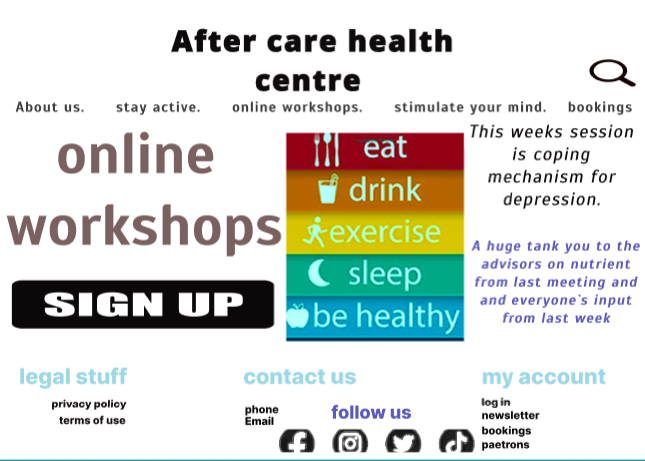 After care health
centre
About us. stay active. online workshops. stimulate your mind. bookings
online
workshops
SIGN UP
eat
drink
exercise
sleep
be healthy
This weeks session
is coping
mechanism for
depression.
A huge tank you to the
advisors on nutrient
from last meeting and
and everyone`s input
from last week
legal stuff
privacy policy
terms of use
contact us
phone
Email
follow us
my account
log in
newsletter
bookings
paetrons